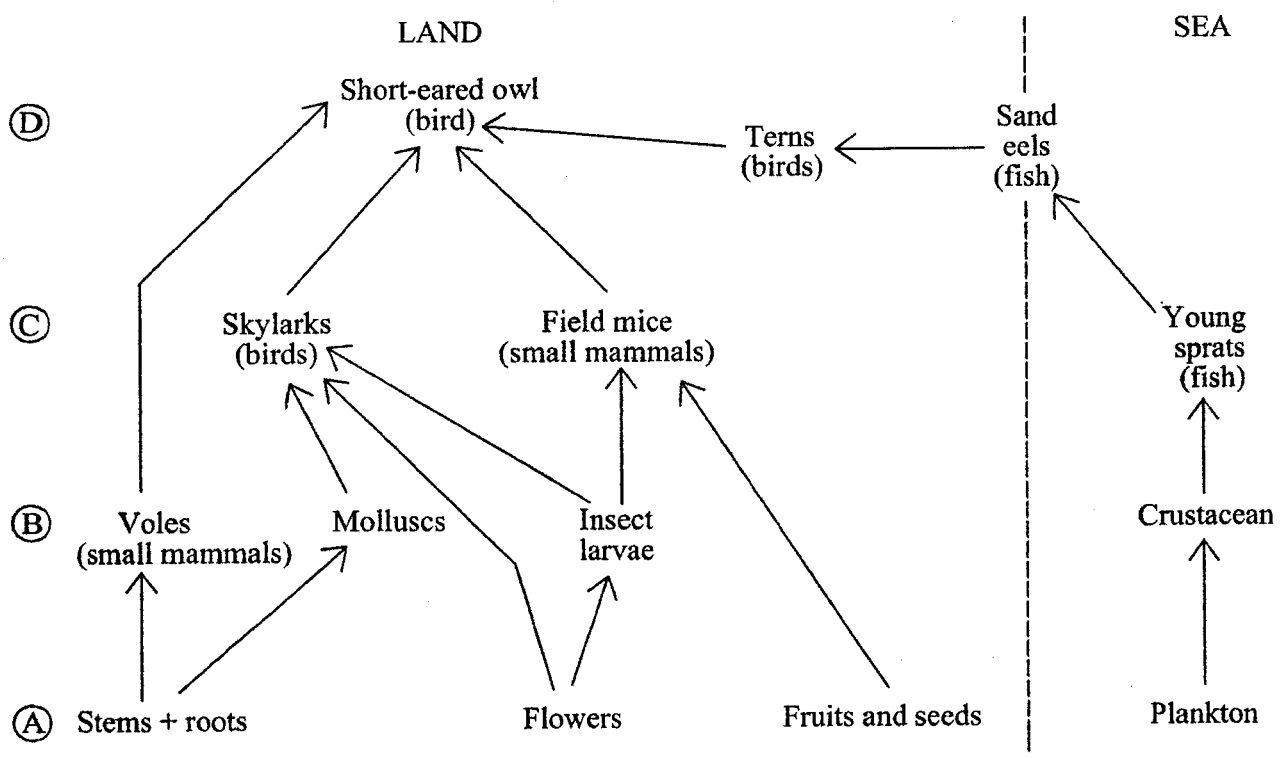 LAND
SEA
Ⓓ
Short-eared owl
(bird)
Terns
(birds)
Sand
eels
(fish)
Ⓒ
Skylarks
(birds)
Field mice
(small mammals)
Young
sprats
(fish)
Ⓑ
Voles
(small mammals)
Molluscs
Insect
larvae
Crustacean
Ⓐ
Stems + roots
Flowers
Fruits and seeds
Plankton